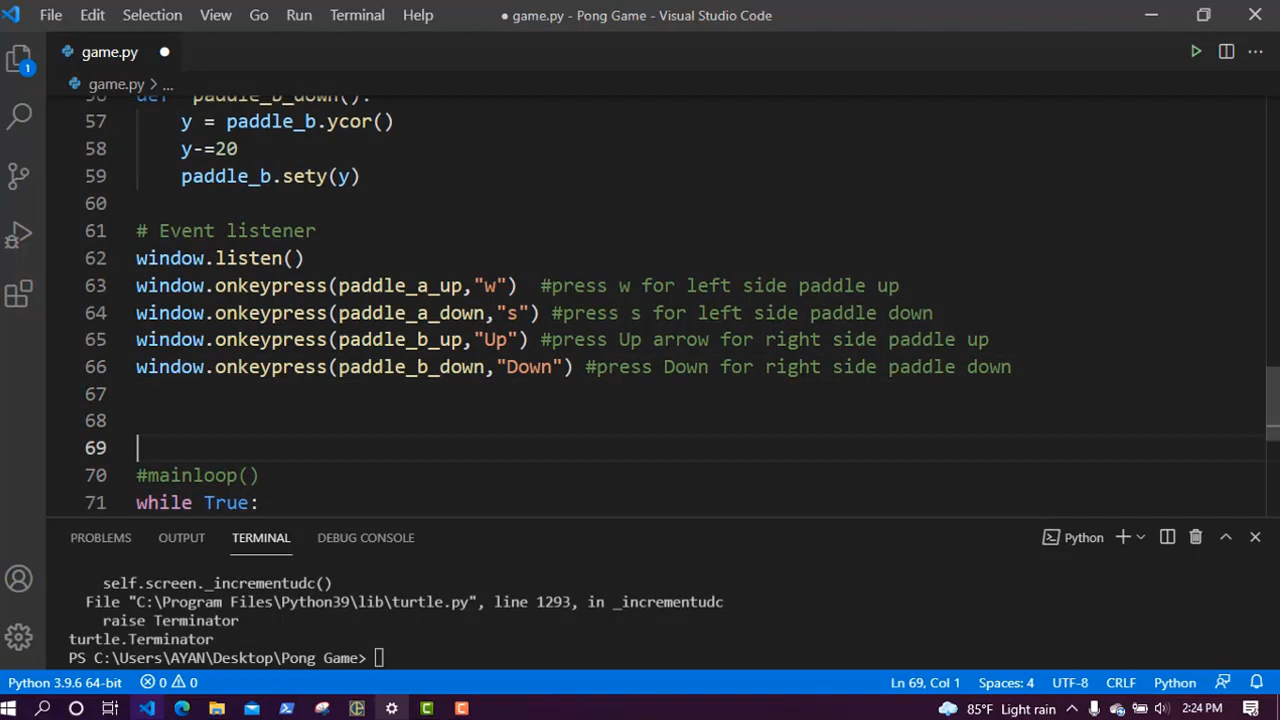 File Edit Selection View Go Run Terminal Help ● game.py - Pong Game - Visual Studio Code
game.py ●
game.py > ...
1
56 def paddle_b_down():
57 y = paddle_b.ycor()
58 y-=20
59 paddle_b.sety(y)
60
61 # Event listener
62 window.listen()
63 window.onkeypress(paddle_a_up,"w") #press w for left side paddle up
64 window.onkeypress(paddle_a_down,"s") #press s for left side paddle down
65 window.onkeypress(paddle_b_up,"Up") #press Up arrow for right side paddle up
66 window.onkeypress(paddle_b_down,"Down") #press Down for right side paddle down
67
68
69
70 #mainloop()
71 while True:
PROBLEMS OUTPUT TERMINAL DEBUG CONSOLE Python
self.screen._incrementudc()
File "C:\Program Files\Python39\lib\turtle.py", line 1293, in _incrementudc
raise Terminator
turtle.Terminator
PS C:\Users\AYAN\Desktop\Pong Game>
Python 3.9.6 64-bit 0 0 Ln 69, Col 1 Spaces: 4 UTF-8 CRLF Python
85°F Light rain 2:24 PM